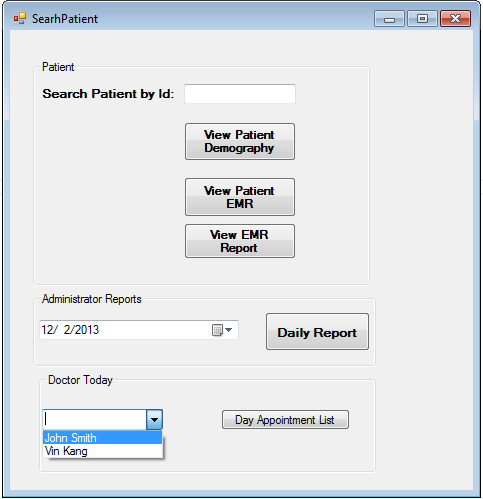 SearhPatient
Patient
Search Patient by Id:
View Patient
Demography
View Patient
EMR
View EMR
Report
Administrator Reports
12/ 2/2013
Daily Report
Doctor Today
Day Appointment List
John Smith
Vin Kang